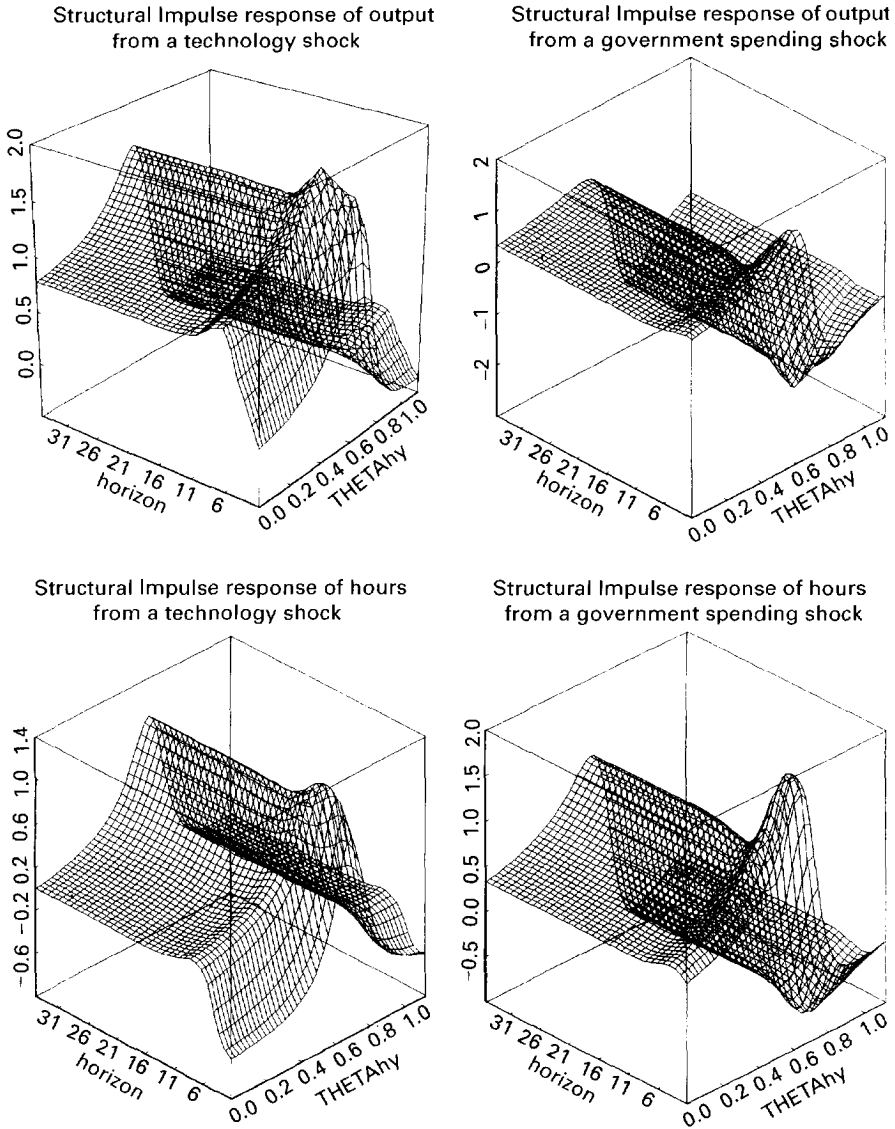 Structural Impulse response of output
from a technology shock
2.0
1.5
1.0
0.5
0.0
31 26 21 16 11 6
horizon
0.0 0.2 0.4 0.6 0.8 1.0
THETAhy
Structural Impulse response of output
from a government spending shock
2
1
0
-1
-2
31 26 21 16 11 6
horizon
0.0 0.2 0.4 0.6 0.8 1.0
THETAhy
Structural Impulse response of hours
from a technology shock
1.4
1.0
0.6
0.2
-0.2
-0.6
31 26 21 16 11 6
horizon
0.0 0.2 0.4 0.6 0.8 1.0
THETAhy
Structural Impulse response of hours
from a government spending shock
2.0
1.5
1.0
0.5
0.0
-0.5
31 26 21 16 11 6
horizon
0.0 0.2 0.4 0.6 0.8 1.0
THETAhy